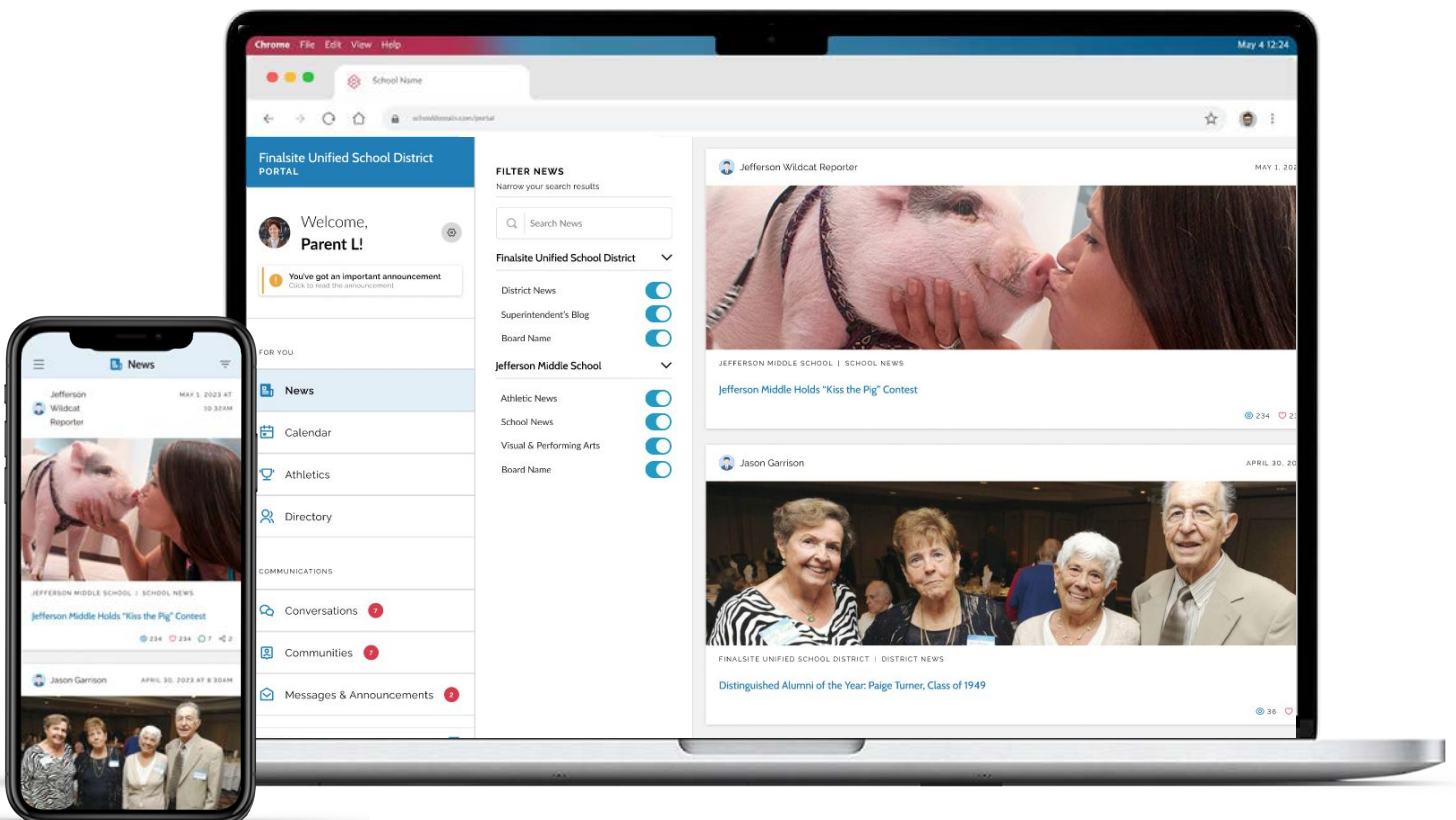 Chrome File Edit View Help
May 4 12:24
School Name
schooldomain.com/portal
Finalsite Unified School District
PORTAL
Welcome,
Parent L!
You've got an important announcement
Click to read the announcement
FOR YOU
News
Calendar
Athletics
Directory
COMMUNICATIONS
Conversations 7
Communities 7
Messages & Announcements 2
FILTER NEWS
Narrow your search results
Search News
Finalsite Unified School District
District News
Superintendent's Blog
Board Name
Jefferson Middle School
Athletic News
School News
Visual & Performing Arts
Board Name
Jefferson Wildcat Reporter
MAY 1, 202
JEFFERSON MIDDLE SCHOOL | SCHOOL NEWS
Jefferson Middle Holds “Kiss the Pig” Contest
234 23
Jason Garrison
APRIL 30, 20
FINALSITE UNIFIED SCHOOL DISTRICT | DISTRICT NEWS
Distinguished Alumni of the Year: Paige Turner, Class of 1949
36
News
Jefferson
Wildcat
Reporter
MAY 1 2023 AT
10:32AM
JEFFERSON MIDDLE SCHOOL | SCHOOL NEWS
Jefferson Middle Holds “Kiss the Pig” Contest
234 234 7 2
Jason Garrison
APRIL 30, 2023 AT 8:30AM